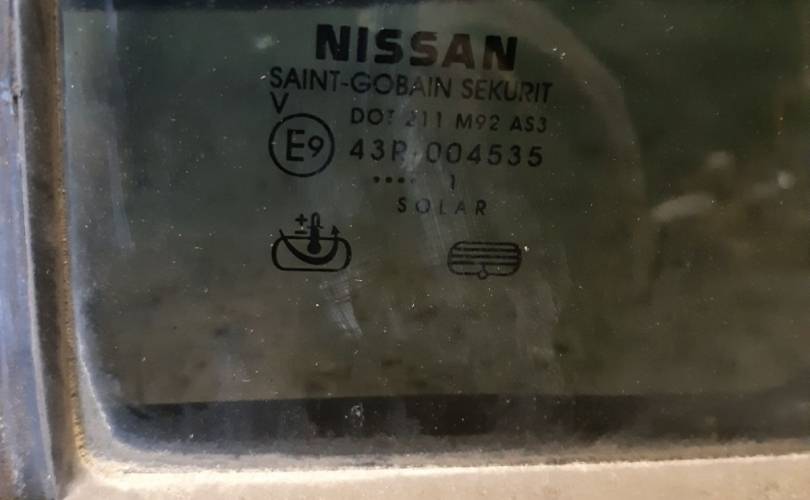 NISSAN
SAINT-GOBAIN SEKURIT
V
DOT 211 M92 AS3
E9
43R-004535
.... 1
SOLAR